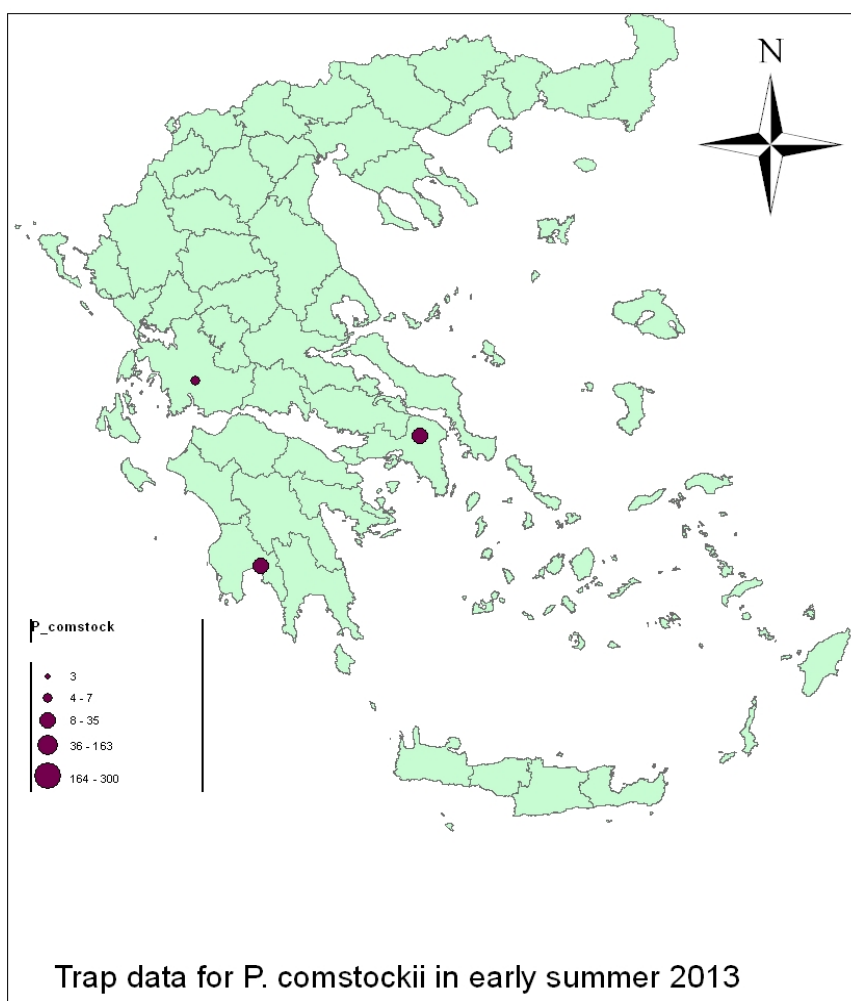 N
P_comstock
3
4 - 7
8 - 35
36 - 163
164 - 300
Trap data for P. comstockii in early summer 2013